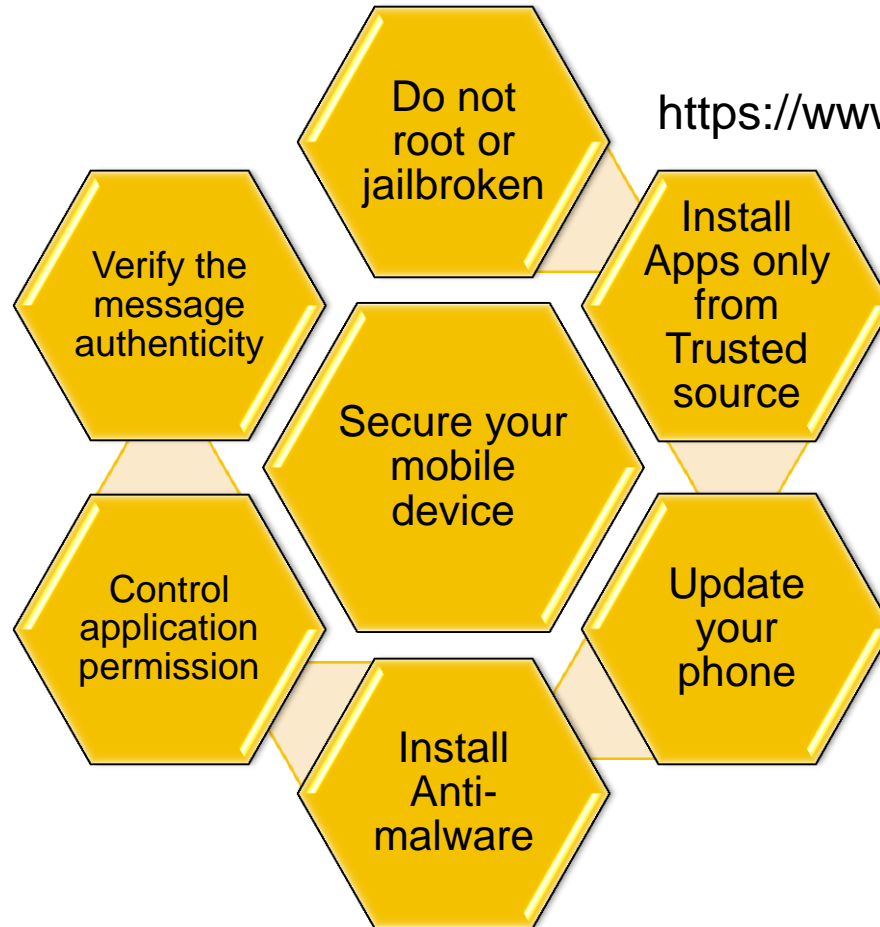 Do not
root or
jailbroken
https://www
Install
Apps only
from
Trusted
source
Update
your
phone
Install
Anti-
malware
Control
application
permission
Verify the
message
authenticity
Secure your
mobile
device